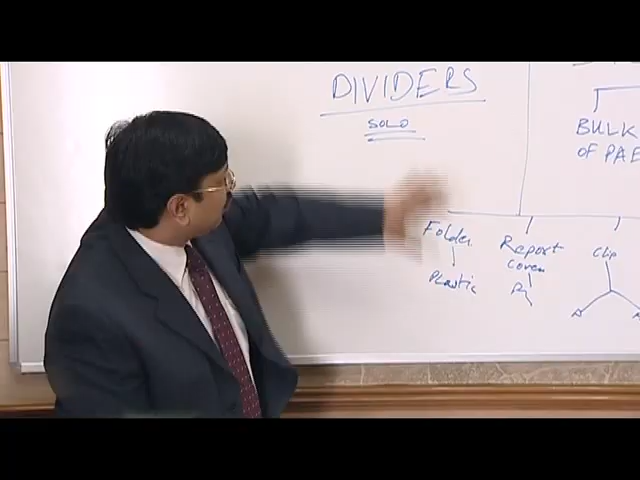 DIVIDERS
SOLO
BULK
OF PAE
Folder
Report
cover
Clip
Plastic